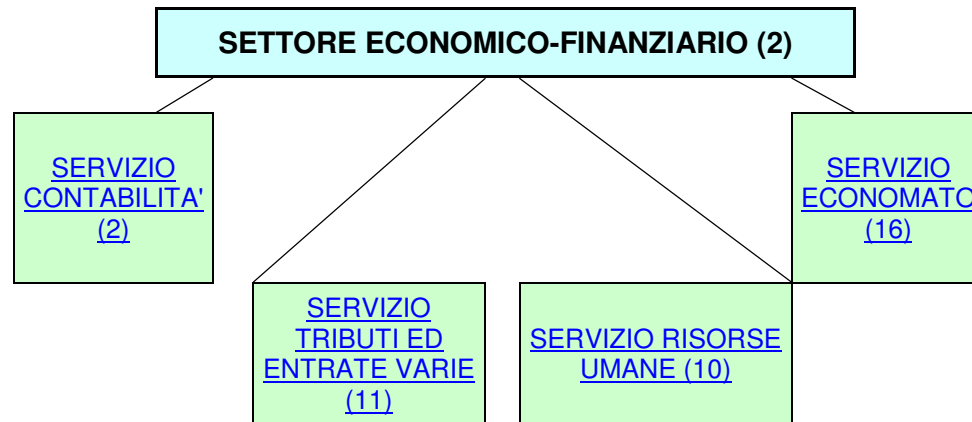 SETTORE ECONOMICO-FINANZIARIO (2)
SERVIZIO
CONTABILITA'
(2)
SERVIZIO
ECONOMATO
(16)
SERVIZIO
TRIBUTI ED
ENTRATE VARIE
(11)
SERVIZIO RISORSE
UMANE (10)